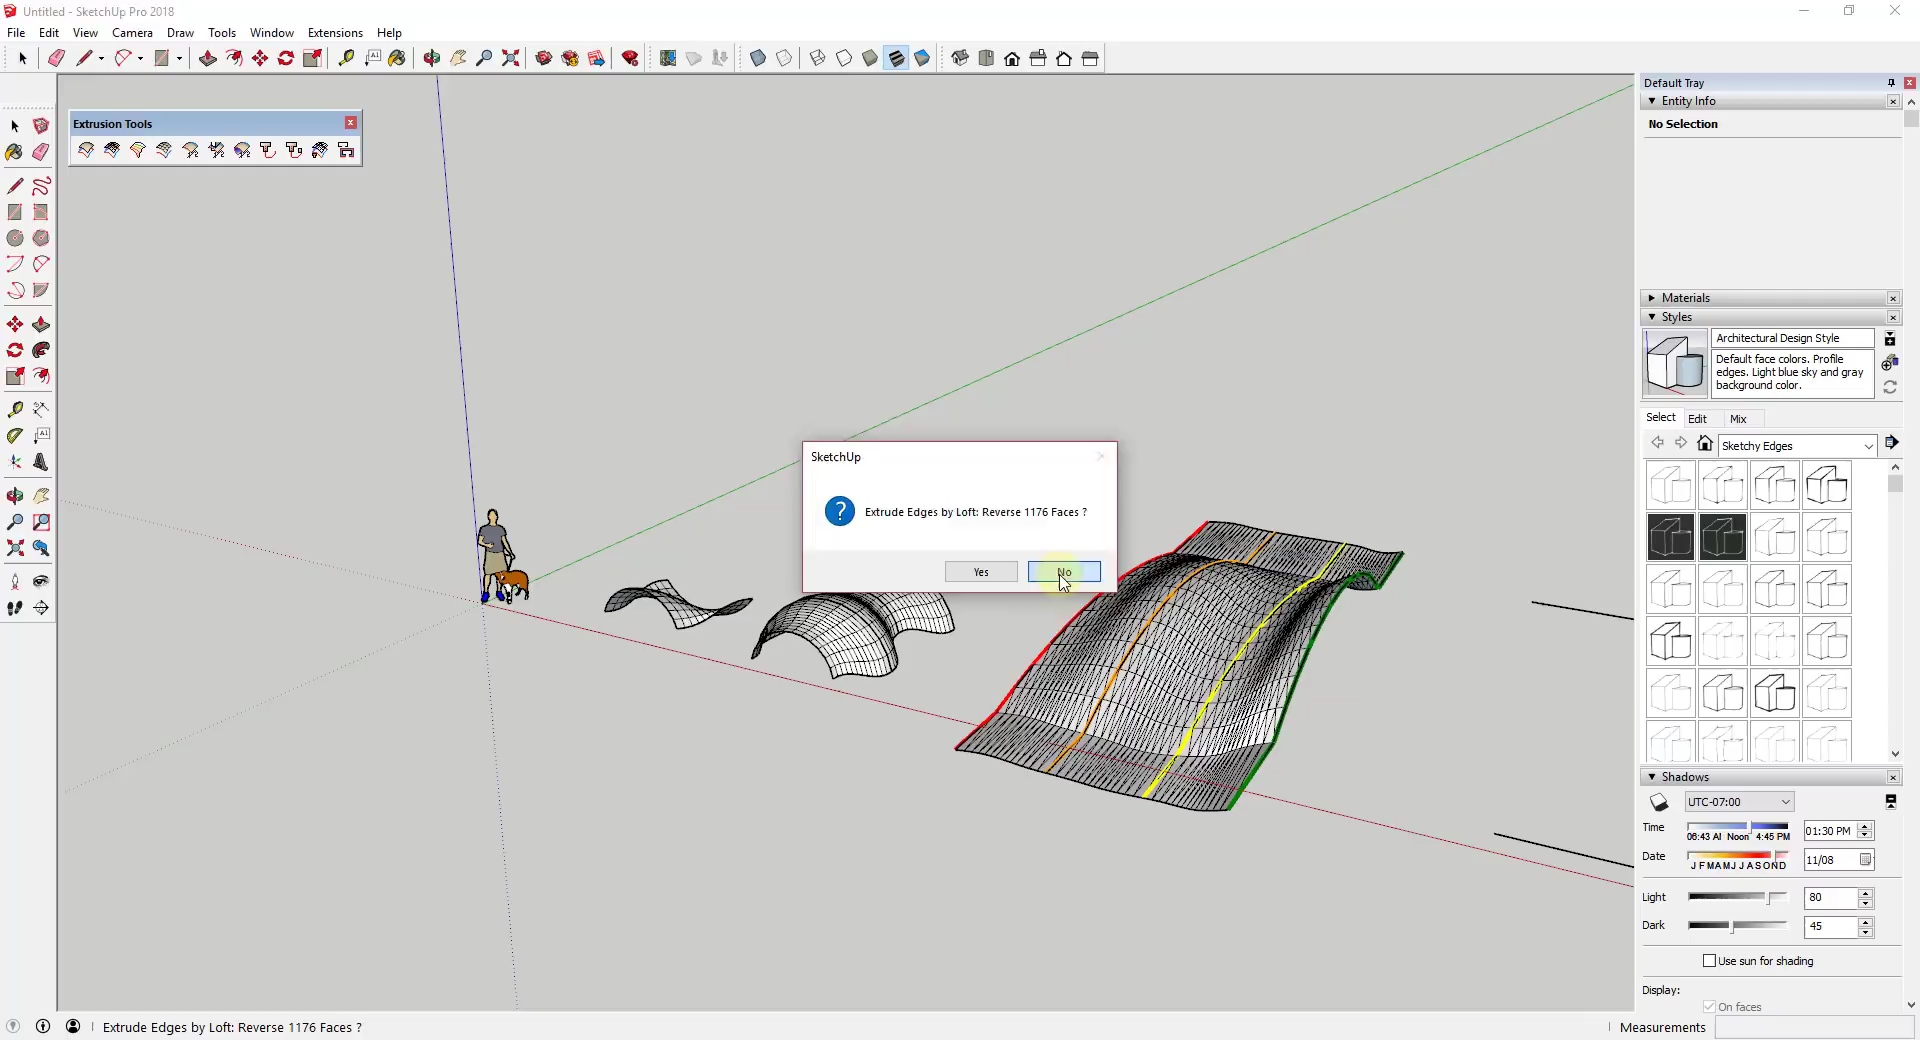 Untitled - SketchUp Pro 2018
File Edit View Camera Draw Tools Window Extensions Help
Default Tray
Entity Info
No Selection
Extrusion Tools
Materials
Styles
Architectural Design Style
Default face colors. Profile
edges. Light blue sky and gray
background color.
Select Edit Mix
Sketchy Edges
SketchUp
? Extrude Edges by Loft: Reverse 1176 Faces ?
Yes No
Shadows
UTC-07:00
Time 06:43 AM Noon 4:45 PM 01:30 PM
Date J F M A M J J A S O N D 11/08
Light 80
Dark 45
Use sun for shading
Display:
On faces
Extrude Edges by Loft: Reverse 1176 Faces ?
Measurements